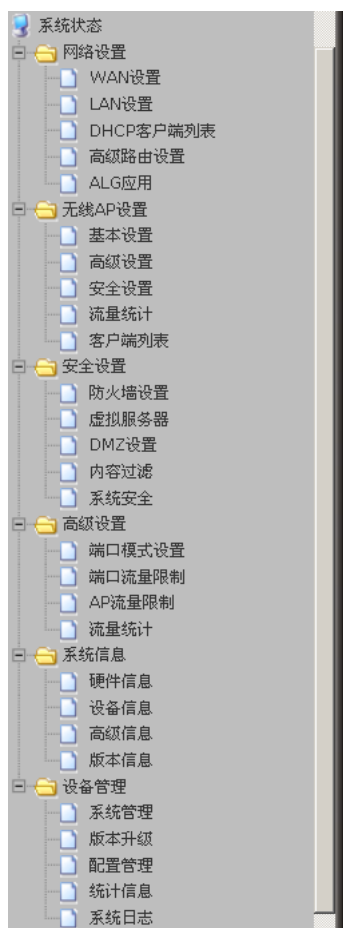 系统状态
网络设置
WAN设置
LAN设置
DHCP客户端列表
高级路由设置
ALG应用
无线AP设置
基本设置
高级设置
安全设置
流量统计
客户端列表
安全设置
防火墙设置
虚拟服务器
DMZ设置
内容过滤
系统安全
高级设置
端口模式设置
端口流量限制
AP流量限制
流量统计
系统信息
硬件信息
设备信息
高级信息
版本信息
设备管理
系统管理
版本升级
配置管理
统计信息
系统日志